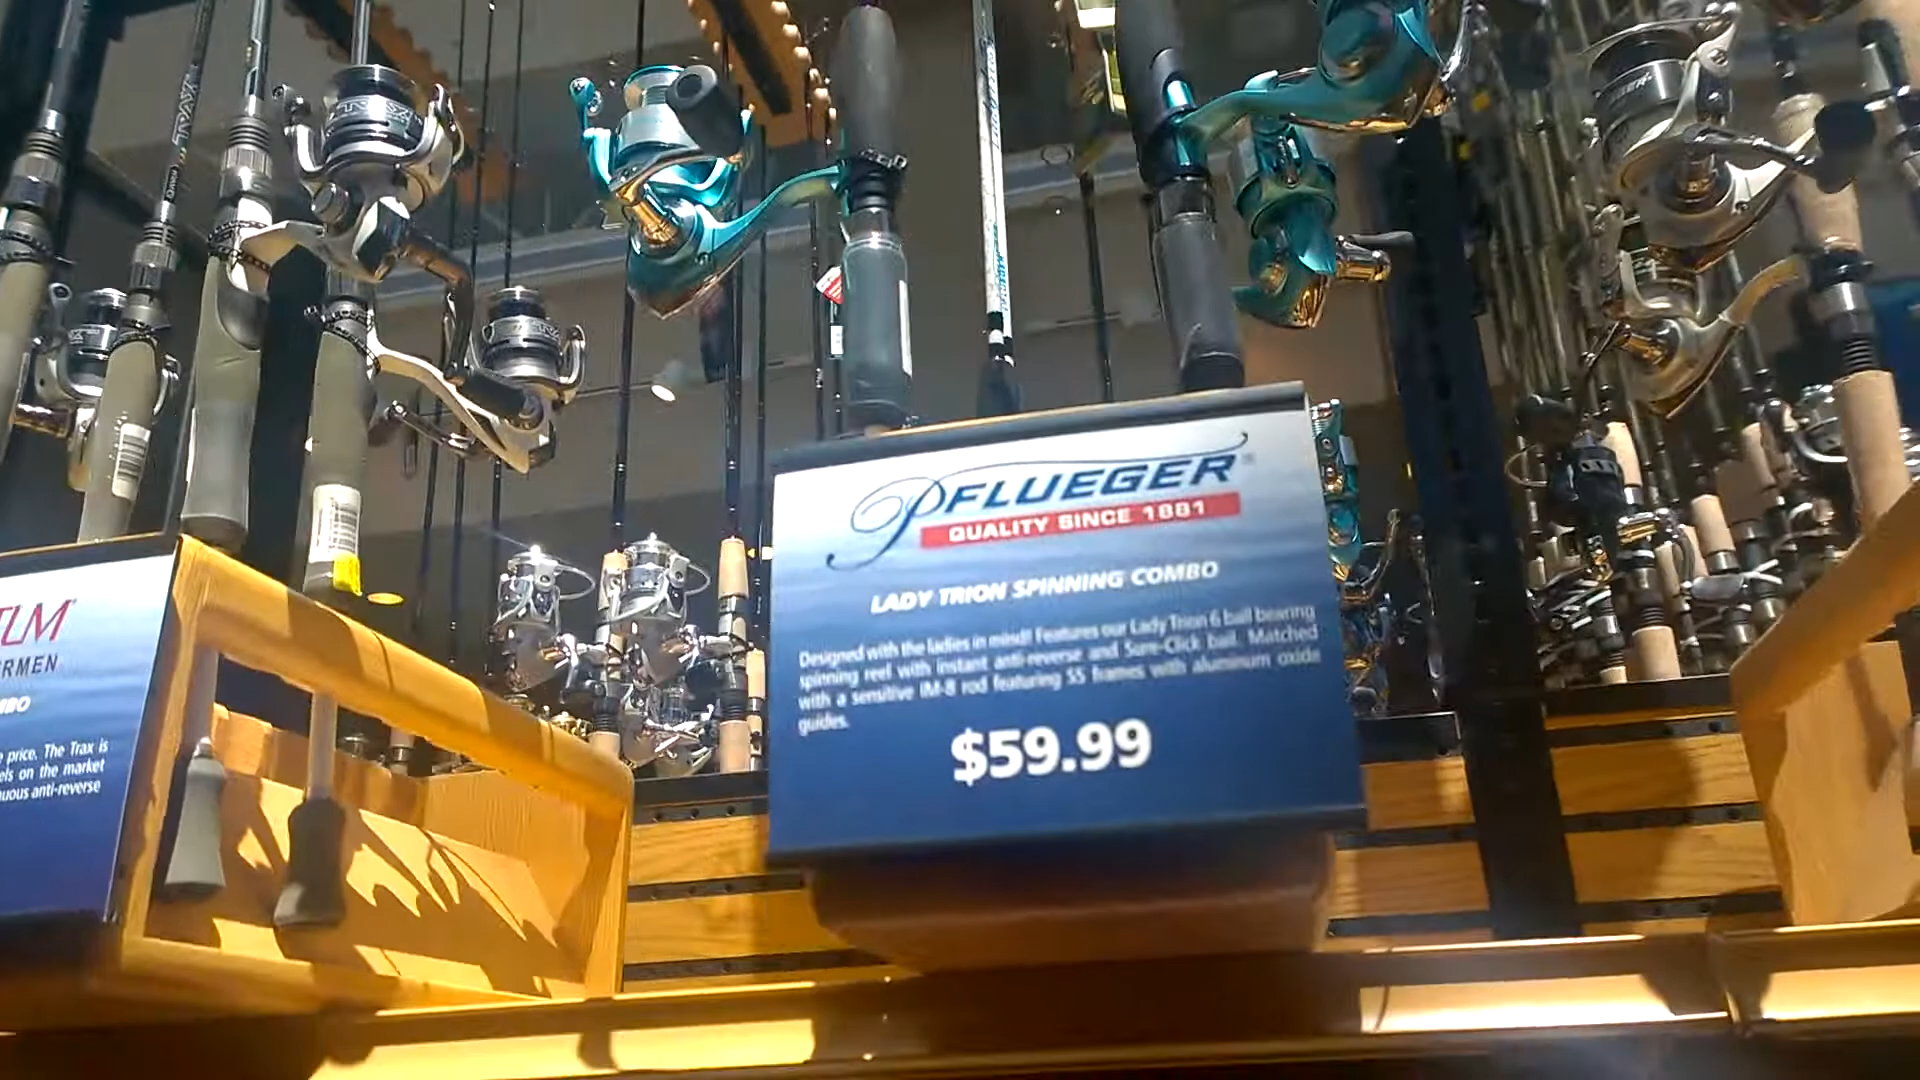 TRAX
TRAX
TLM
RMEN
MBO
e price. The Trax is
els on the market
uous anti-reverse
PFLUEGER
QUALITY SINCE 1881
LADY TRION SPINNING COMBO
Designed with the ladies in mind! Features our Lady Trion 6 ball bearing
spinning reel with instant anti-reverse and Sure-Click bail. Matched
with a sensitive IM-8 rod featuring SS frames with aluminum oxide
guides.
$59.99